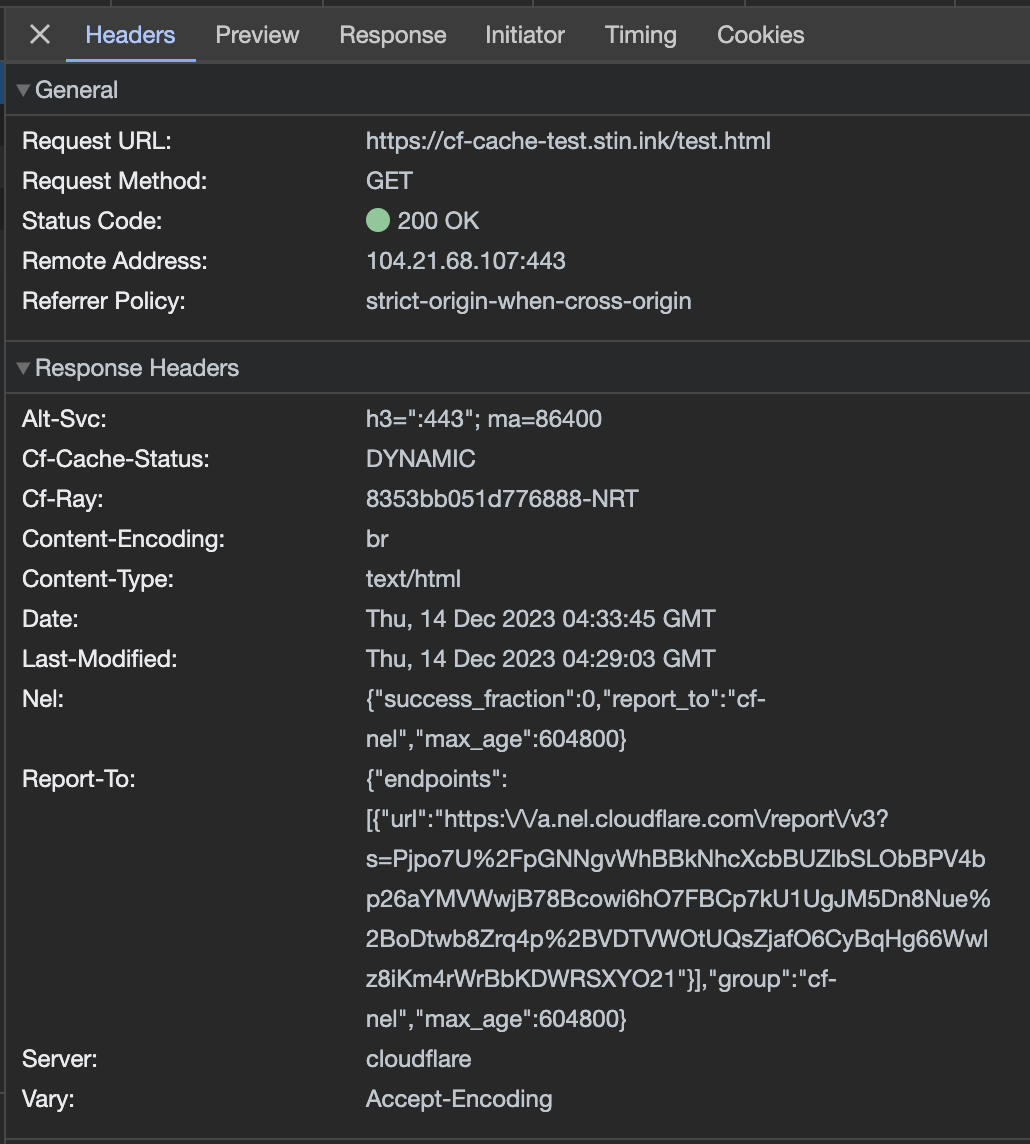 Headers Preview Response Initiator Timing Cookies
General
Request URL: https://cf-cache-test.stin.ink/test.html
Request Method: GET
Status Code: 200 OK
Remote Address: 104.21.68.107:443
Referrer Policy: strict-origin-when-cross-origin
Response Headers
Alt-Svc: h3=":443"; ma=86400
Cf-Cache-Status: DYNAMIC
Cf-Ray: 8353bb051d776888-NRT
Content-Encoding: br
Content-Type: text/html
Date: Thu, 14 Dec 2023 04:33:45 GMT
Last-Modified: Thu, 14 Dec 2023 04:29:03 GMT
Nel: {"success_fraction":0,"report_to":"cf-
nel","max_age":604800}
Report-To: {"endpoints":
[{"url":"https:\/\/a.nel.cloudflare.com\/report\/v3?
s=Pjpo7U%2FpGNNgvWhBBkNhcXcbBUZlbSLObBPV4b
p26aYMVWwjB78Bcowi6hO7FBCp7kU1UgJM5Dn8Nue%
2BoDtwb8Zrq4p%2BVDTVWOtUQsZjafO6CyBqHg66Wwl
z8iKm4rWrBbKDWRSXYO21"}],"group":"cf-
nel","max_age":604800}
Server: cloudflare
Vary: Accept-Encoding